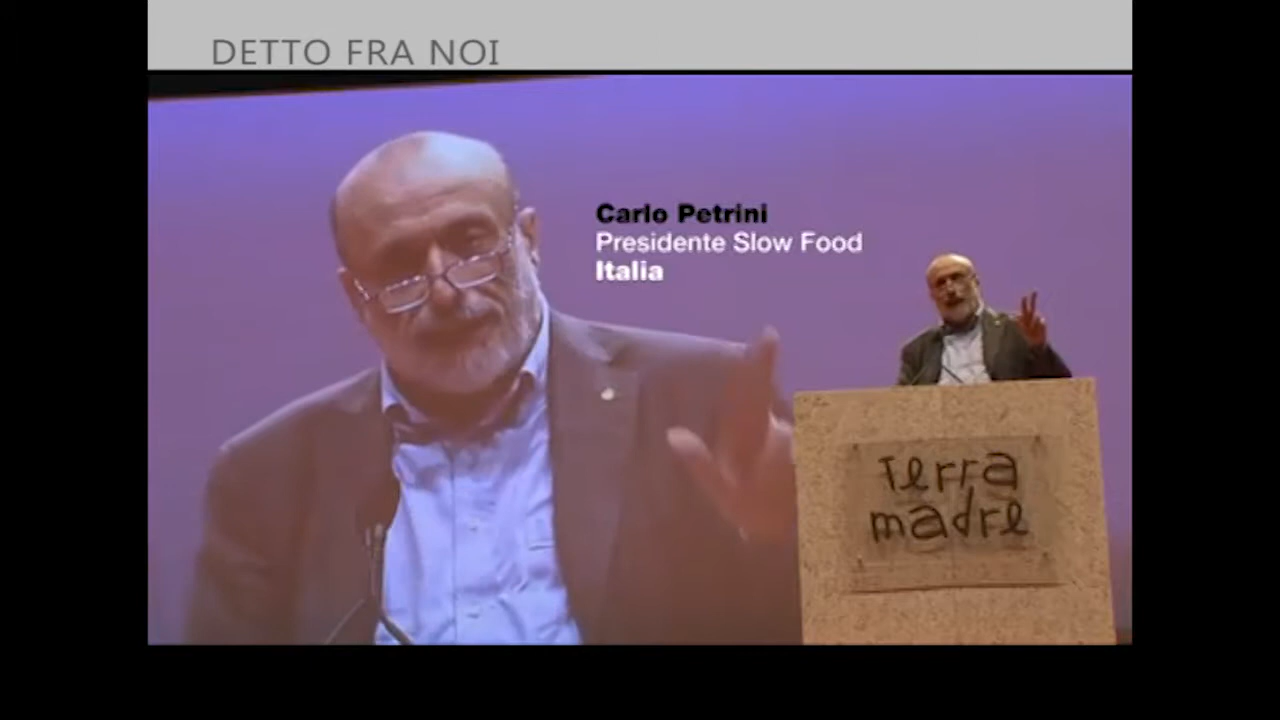 DETTO FRA NOI
Carlo Petrini
Presidente Slow Food
Italia
Terra
madre